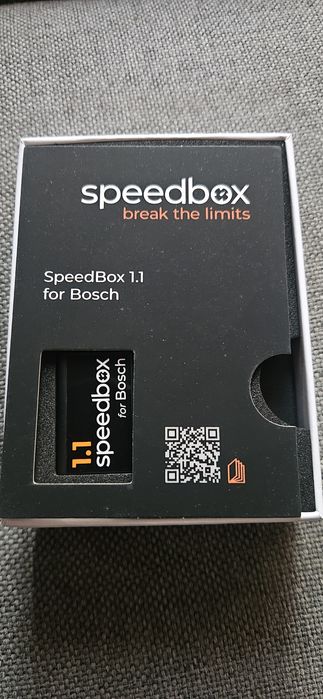 speedbox
break the limits
SpeedBox 1.1
for Bosch
1.1
speedbox
for Bosch